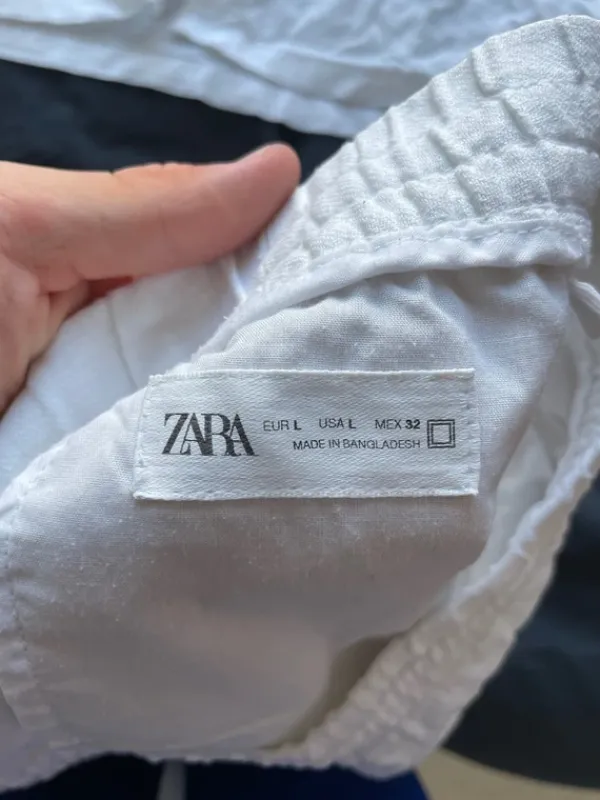 ZARA EUR L USA L MEX 32
MADE IN BANGLADESH